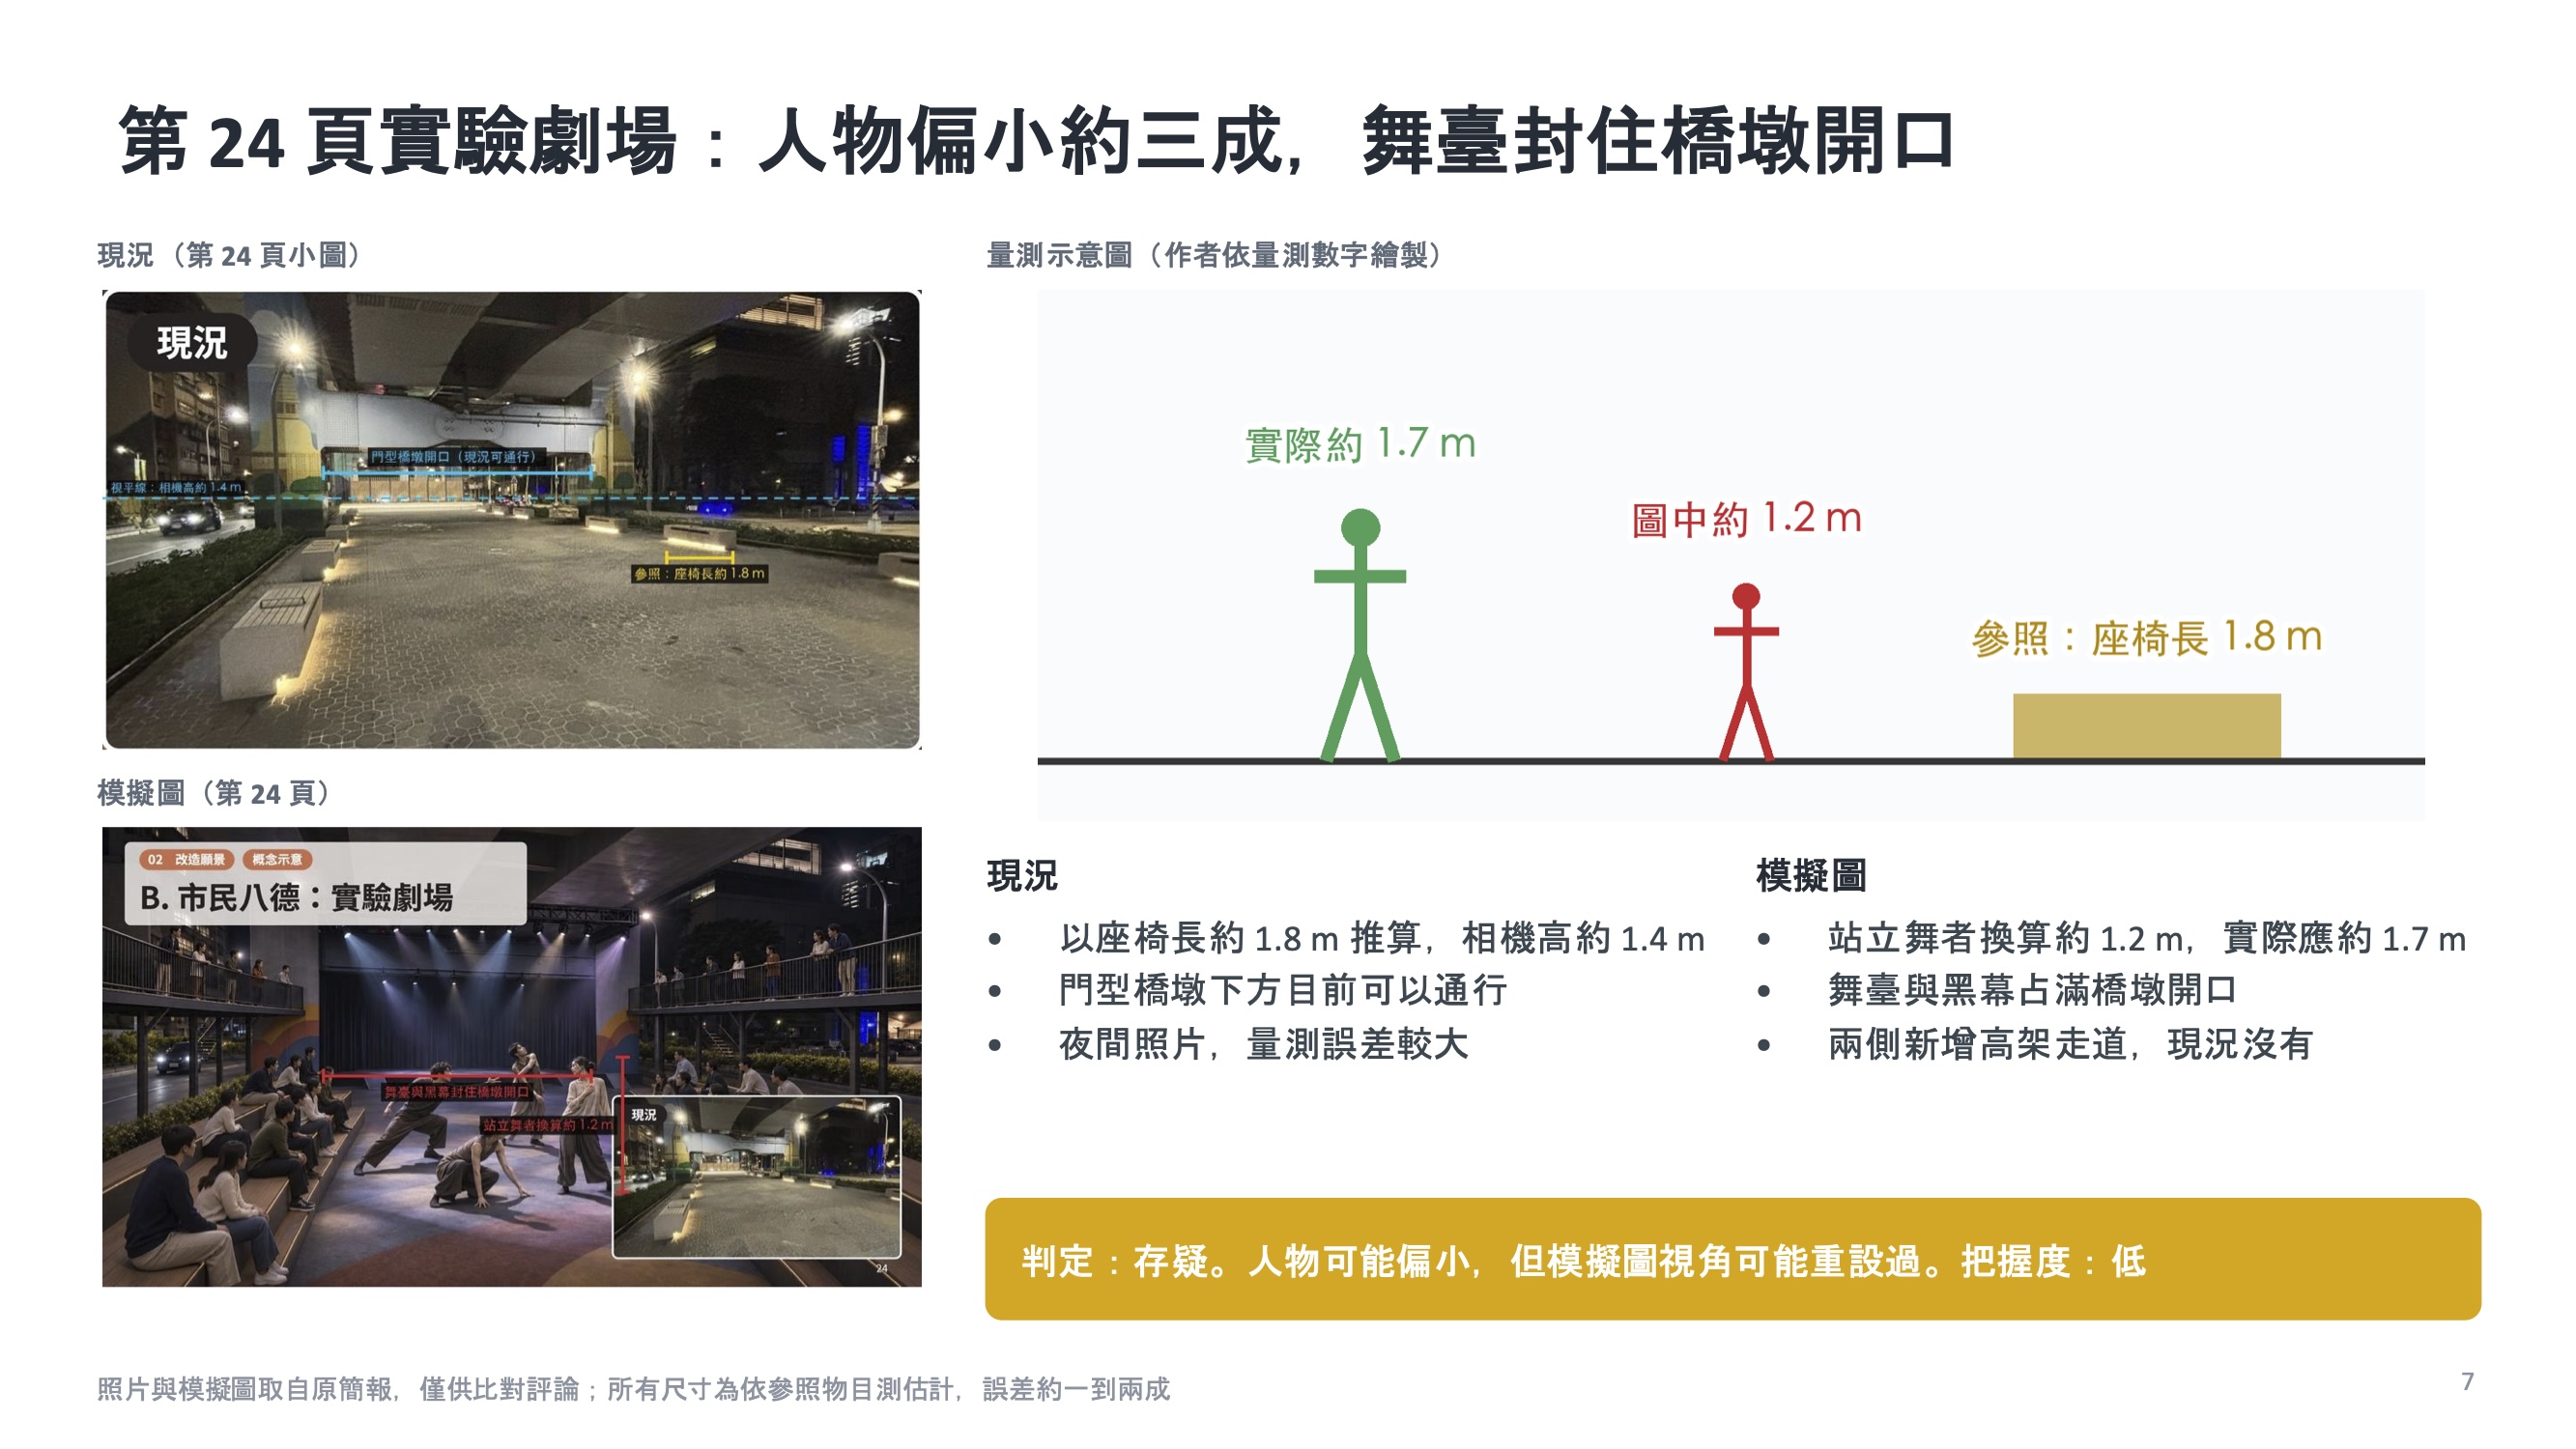 第 24 頁實驗劇場：人物偏小約三成，舞臺封住橋墩開口
現況（第 24 頁小圖）
現況
門型橋墩開口（現況可通行）
視平線：相機高約 1.4 m
參照：座椅長約 1.8 m
模擬圖（第 24 頁）
02 改造願景 概念示意
B. 市民八德：實驗劇場
舞臺與黑幕封住橋墩開口
站立舞者換算約 1.2 m
現況
24
量測示意圖（作者依量測數字繪製）
實際約 1.7 m
圖中約 1.2 m
參照：座椅長 1.8 m
現況
• 以座椅長約 1.8 m 推算，相機高約 1.4 m
• 門型橋墩下方目前可以通行
• 夜間照片，量測誤差較大
模擬圖
• 站立舞者換算約 1.2 m，實際應約 1.7 m
• 舞臺與黑幕占滿橋墩開口
• 兩側新增高架走道，現況沒有
判定：存疑。人物可能偏小，但模擬圖視角可能重設過。把握度：低
照片與模擬圖取自原簡報，僅供比對評論；所有尺寸為依參照物目測估計，誤差約一到兩成
7